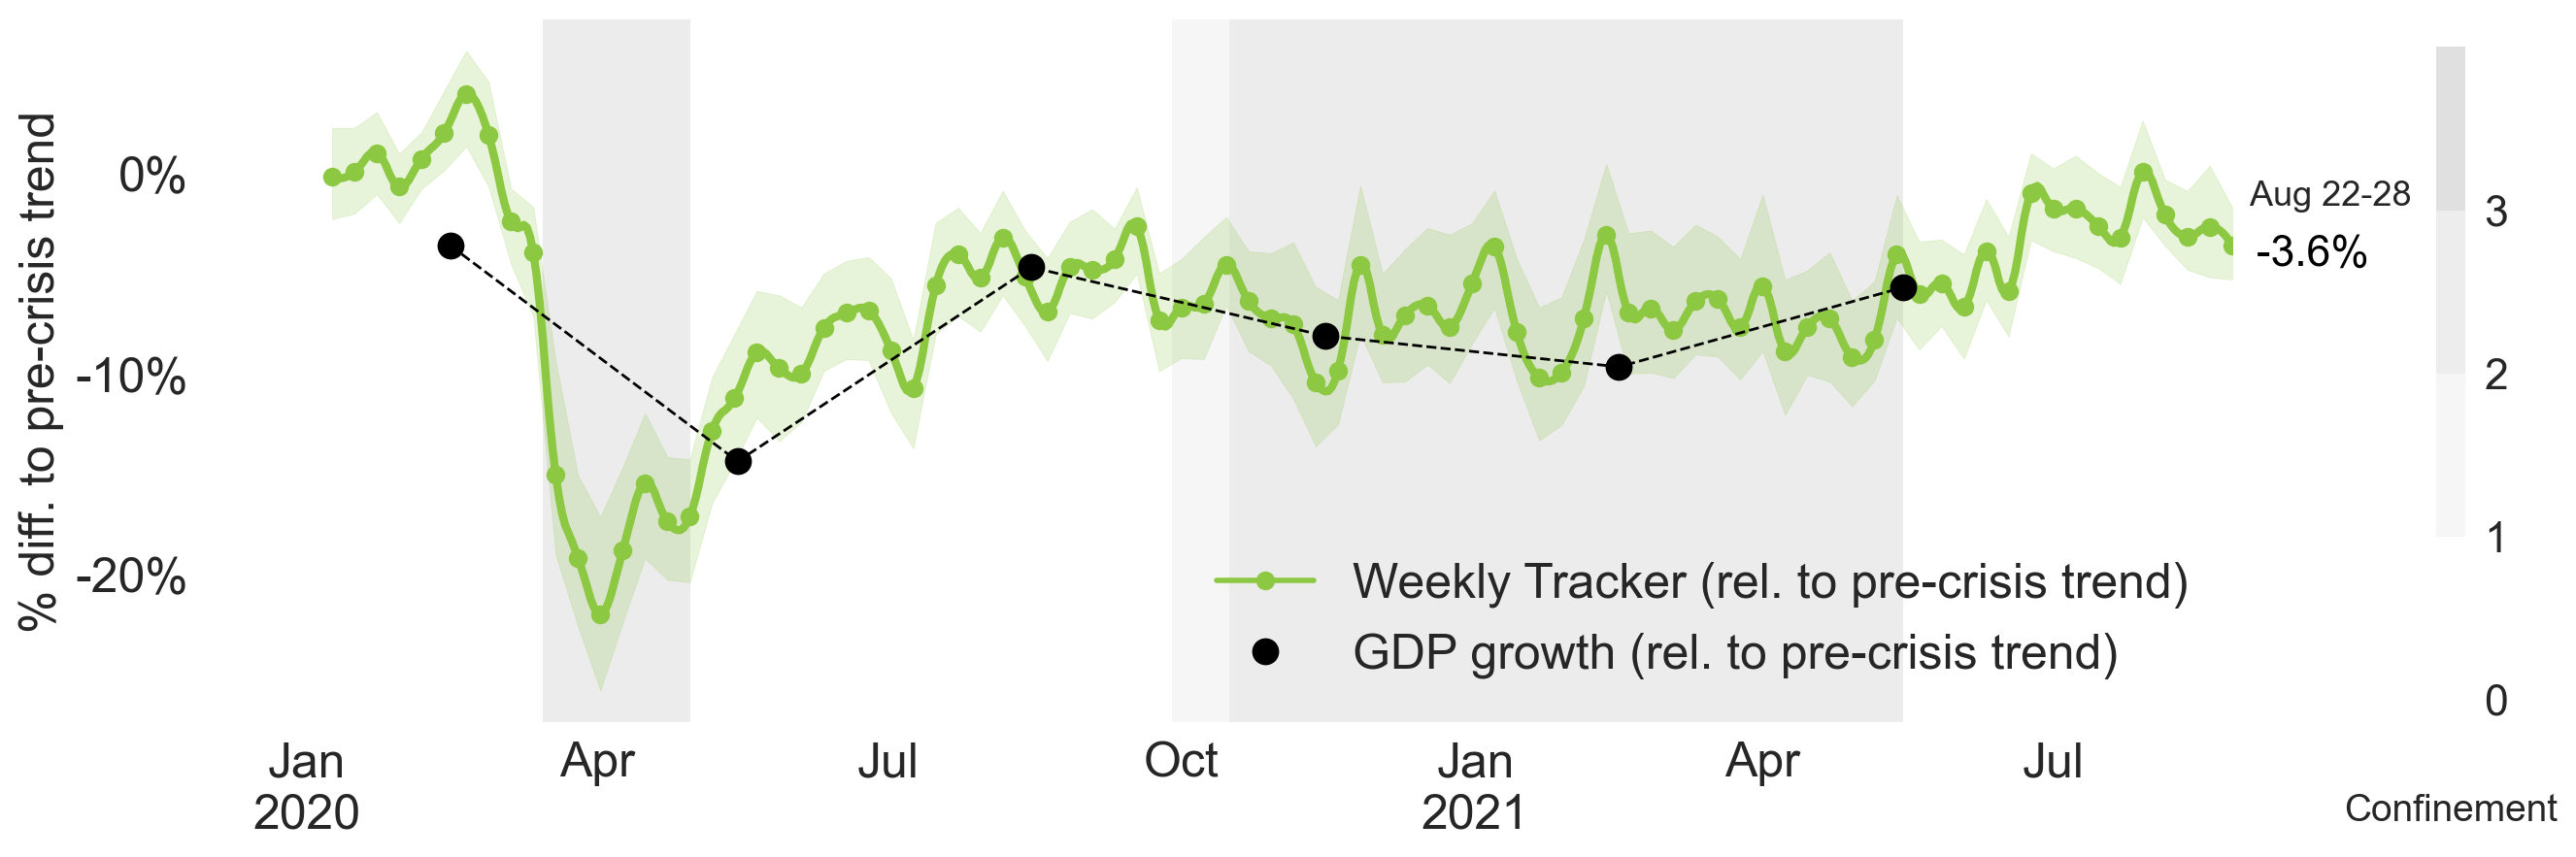 % diff. to pre-crisis trend
0%
-10%
-20%
Aug 22-28
-3.6%
3
2
1
0
Weekly Tracker (rel. to pre-crisis trend)
GDP growth (rel. to pre-crisis trend)
Jan Apr Jul Oct Jan Apr Jul
2020 2021
Confinement